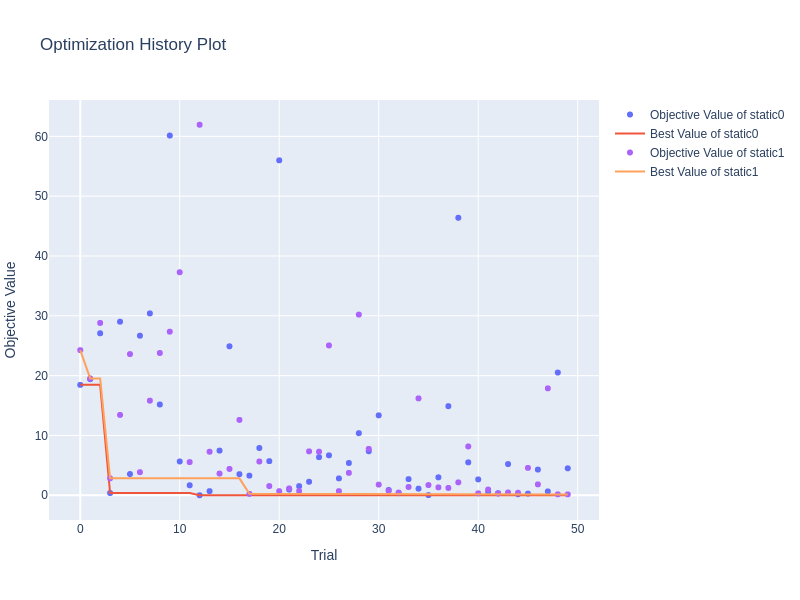 Optimization History Plot
Objective Value of static0
Best Value of static0
Objective Value of static1
Best Value of static1
60
50
40
30
20
10
0
Objective Value
0 10 20 30 40 50
Trial